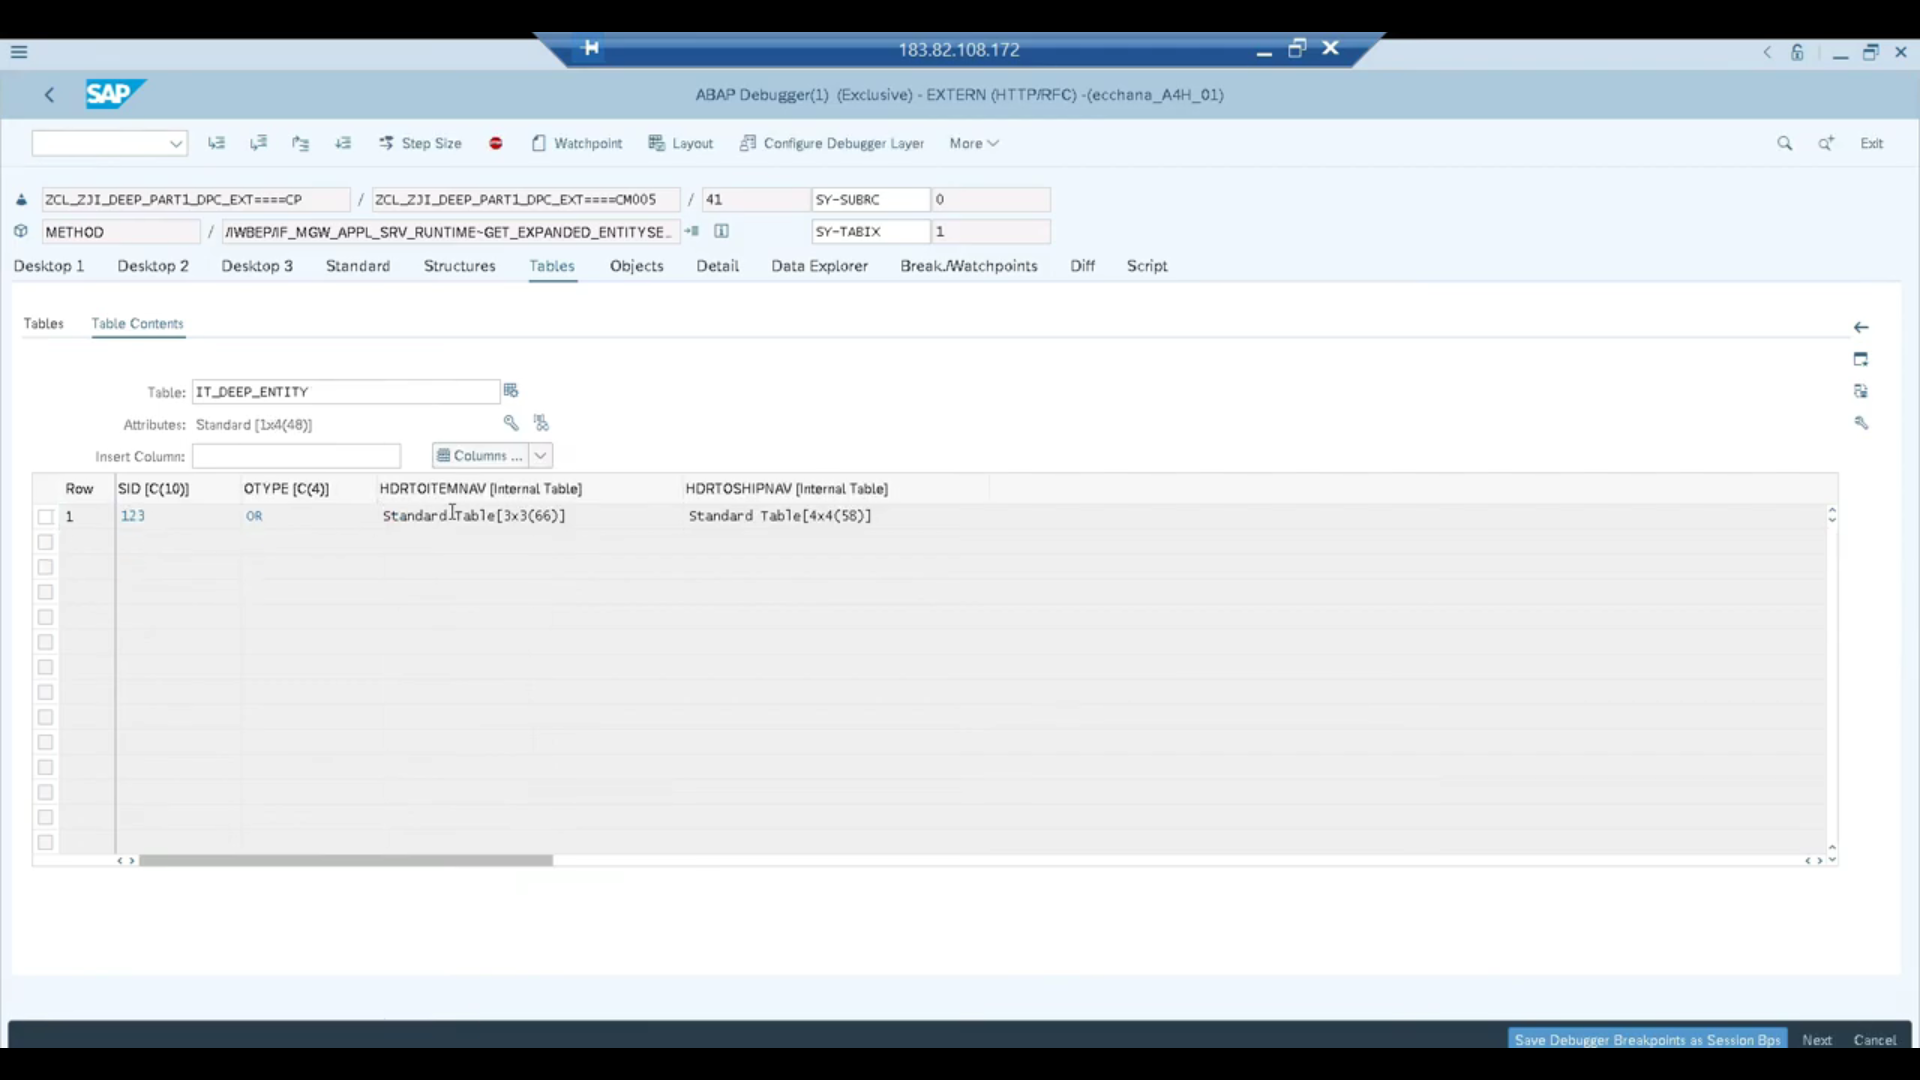 183.82.108.172
SAP
ABAP Debugger(1) (Exclusive) - EXTERN (HTTP/RFC) -(ecchana_A4H_01)
Step Size Watchpoint Layout Configure Debugger Layer More Exit
ZCL_ZJI_DEEP_PART1_DPC_EXT====CP / ZCL_ZJI_DEEP_PART1_DPC_EXT====CM005 / 41 SY-SUBRC 0
METHOD / /IWBEP/IF_MGW_APPL_SRV_RUNTIME~GET_EXPANDED_ENTITYSE… SY-TABIX 1
Desktop 1 Desktop 2 Desktop 3 Standard Structures Tables Objects Detail Data Explorer Break./Watchpoints Diff Script
Tables Table Contents
Table: IT_DEEP_ENTITY
Attributes: Standard [1x4(48)]
Insert Column: Columns ...
Row SID [C(10)] OTYPE [C(4)] HDRTOITEMNAV [Internal Table] HDRTOSHIPNAV [Internal Table]
1 123 OR Standard Table[3x3(66)] Standard Table[4x4(58)]
Save Debugger Breakpoints as Session Bps Next Cancel